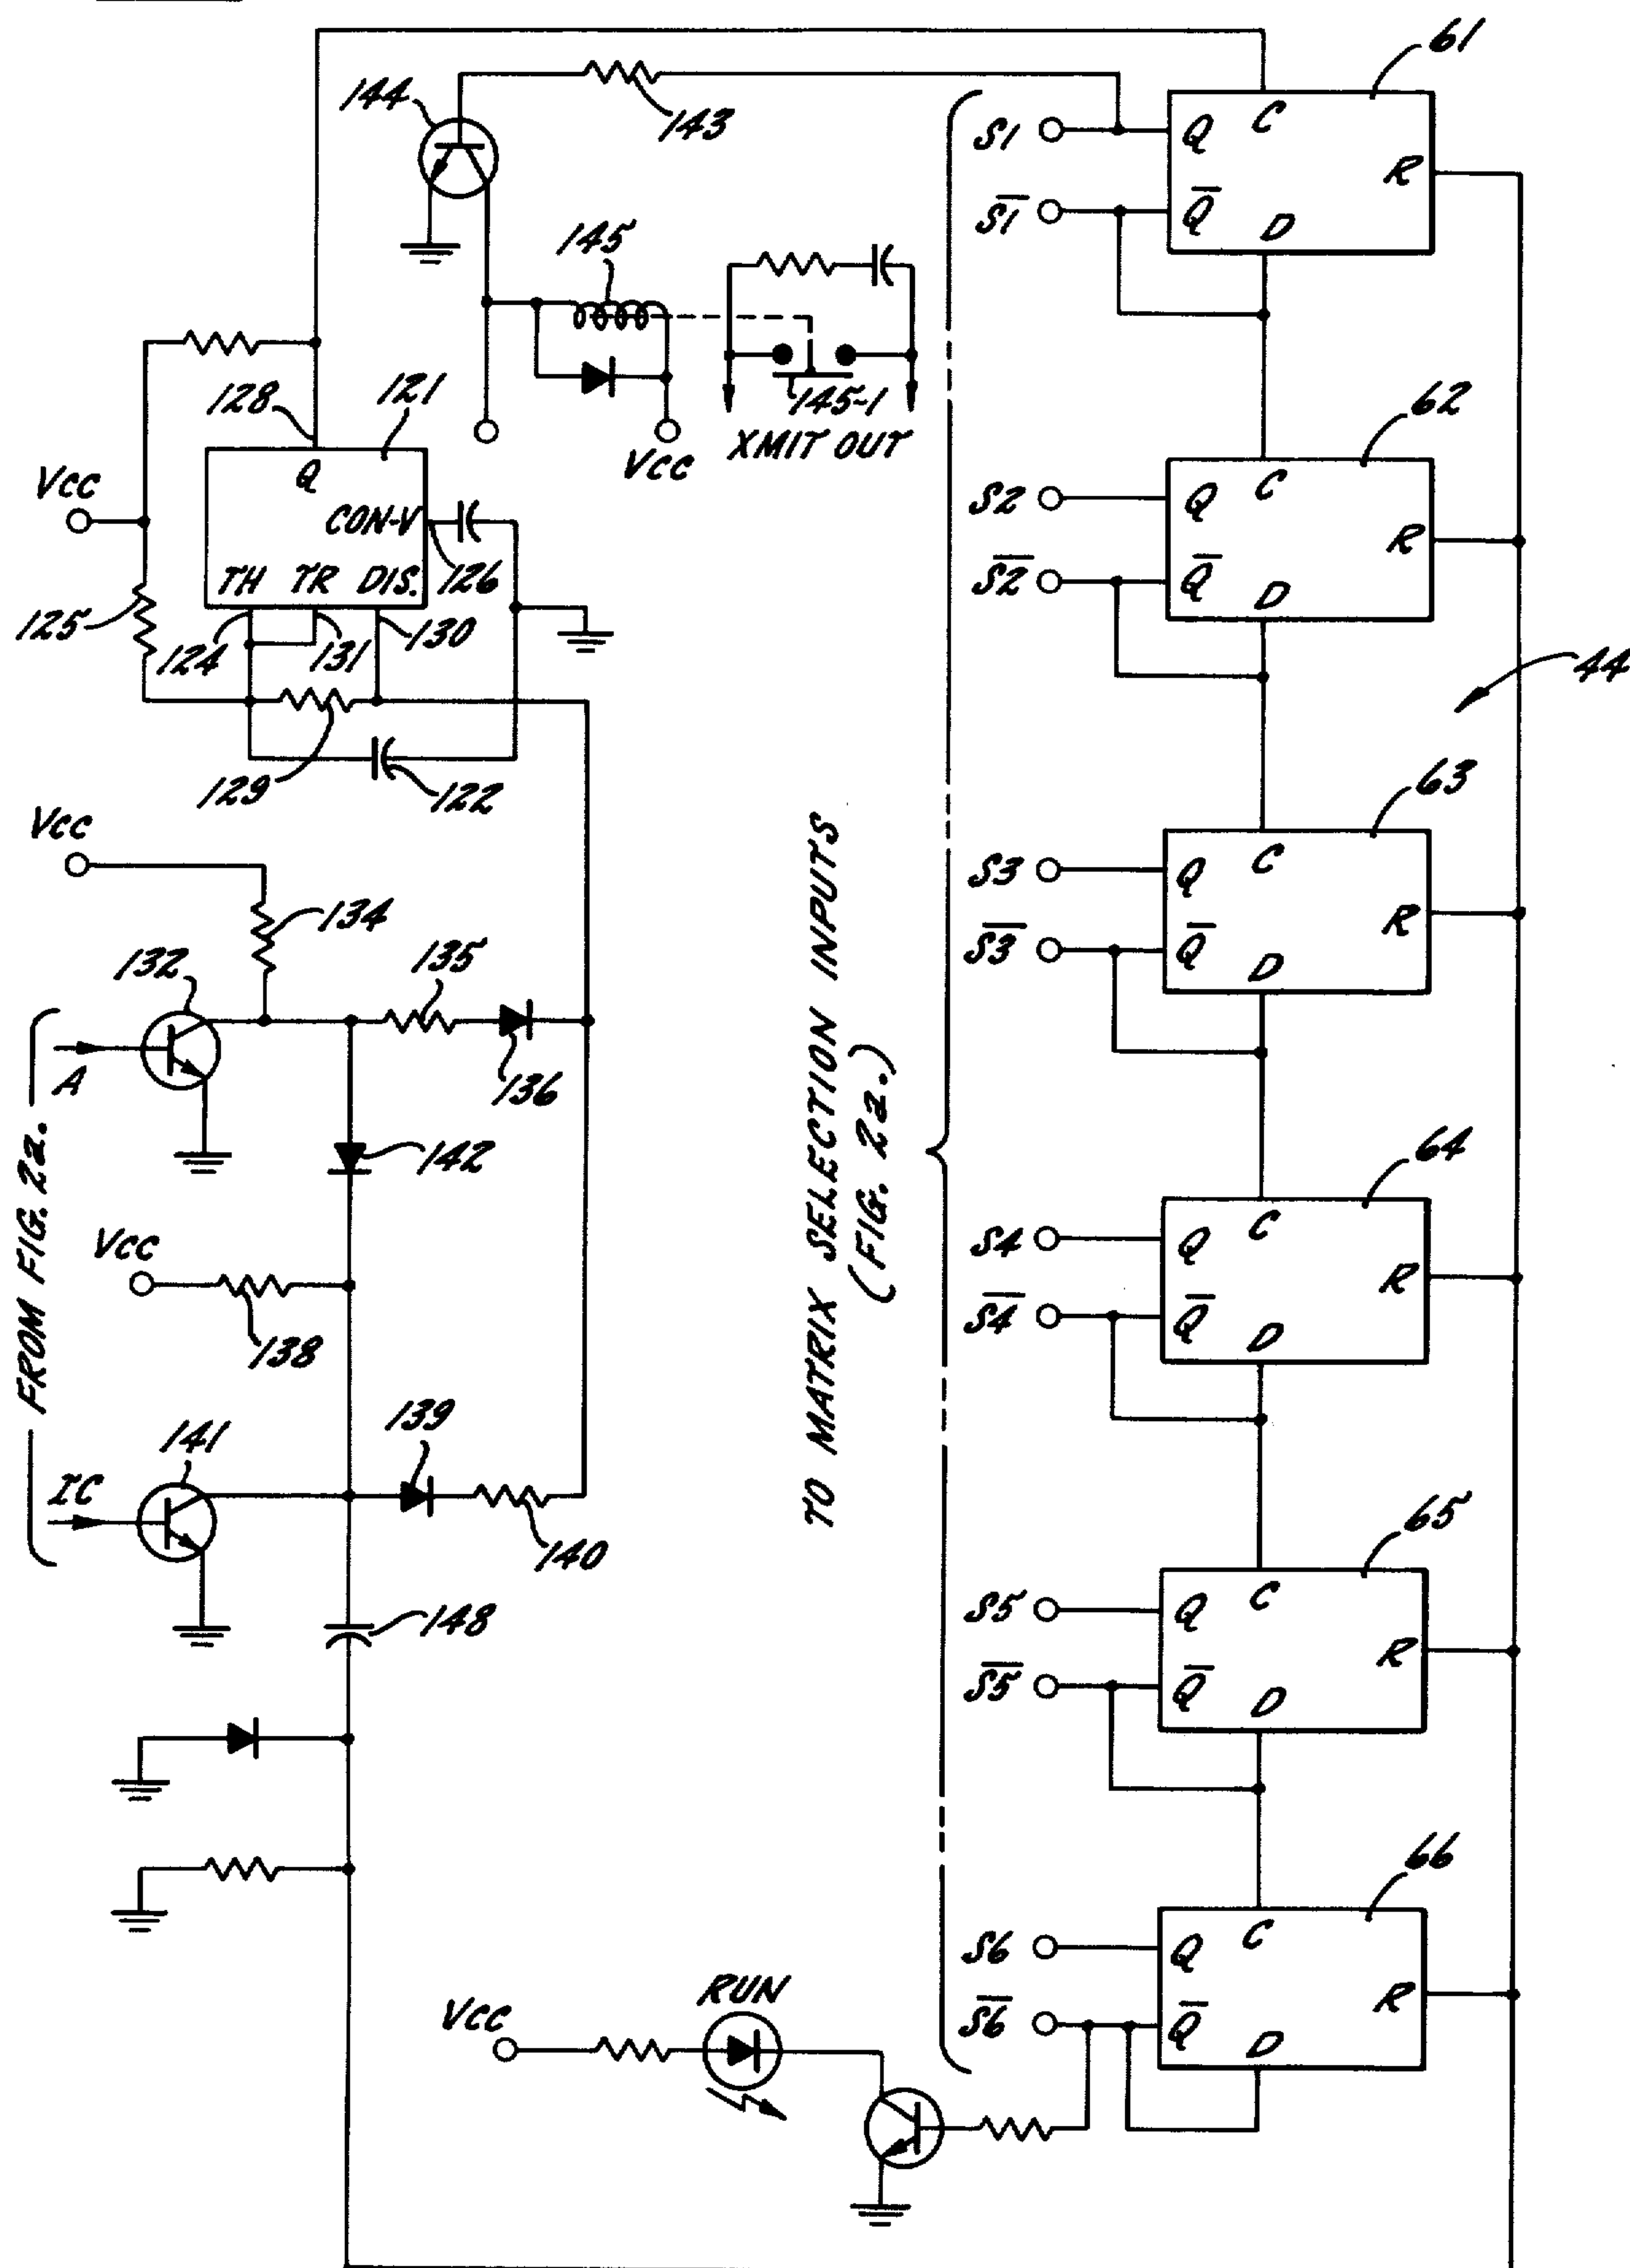 61
144
143
S1
Q
C
R
S̅1̅
Q̅
D
145
145-1
XMIT OUT
Vcc
128
121
Q
Vcc
CON-V
TH TR DIS.
126
125
124
131
130
129
122
62
S2
Q
C
R
S̅2̅
Q̅
D
44
63
S3
Q
C
R
S̅3̅
Q̅
D
Vcc
134
132
135
136
A
142
FROM FIG. 2a.
Vcc
138
139
141
IC
140
148
TO MATRIX SELECTION INPUTS
(FIG. 2a.)
64
S4
Q
C
R
S̅4̅
Q̅
D
65
S5
Q
C
R
S̅5̅
Q̅
D
66
S6
Q
C
R
S̅6̅
Q̅
D
RUN
Vcc